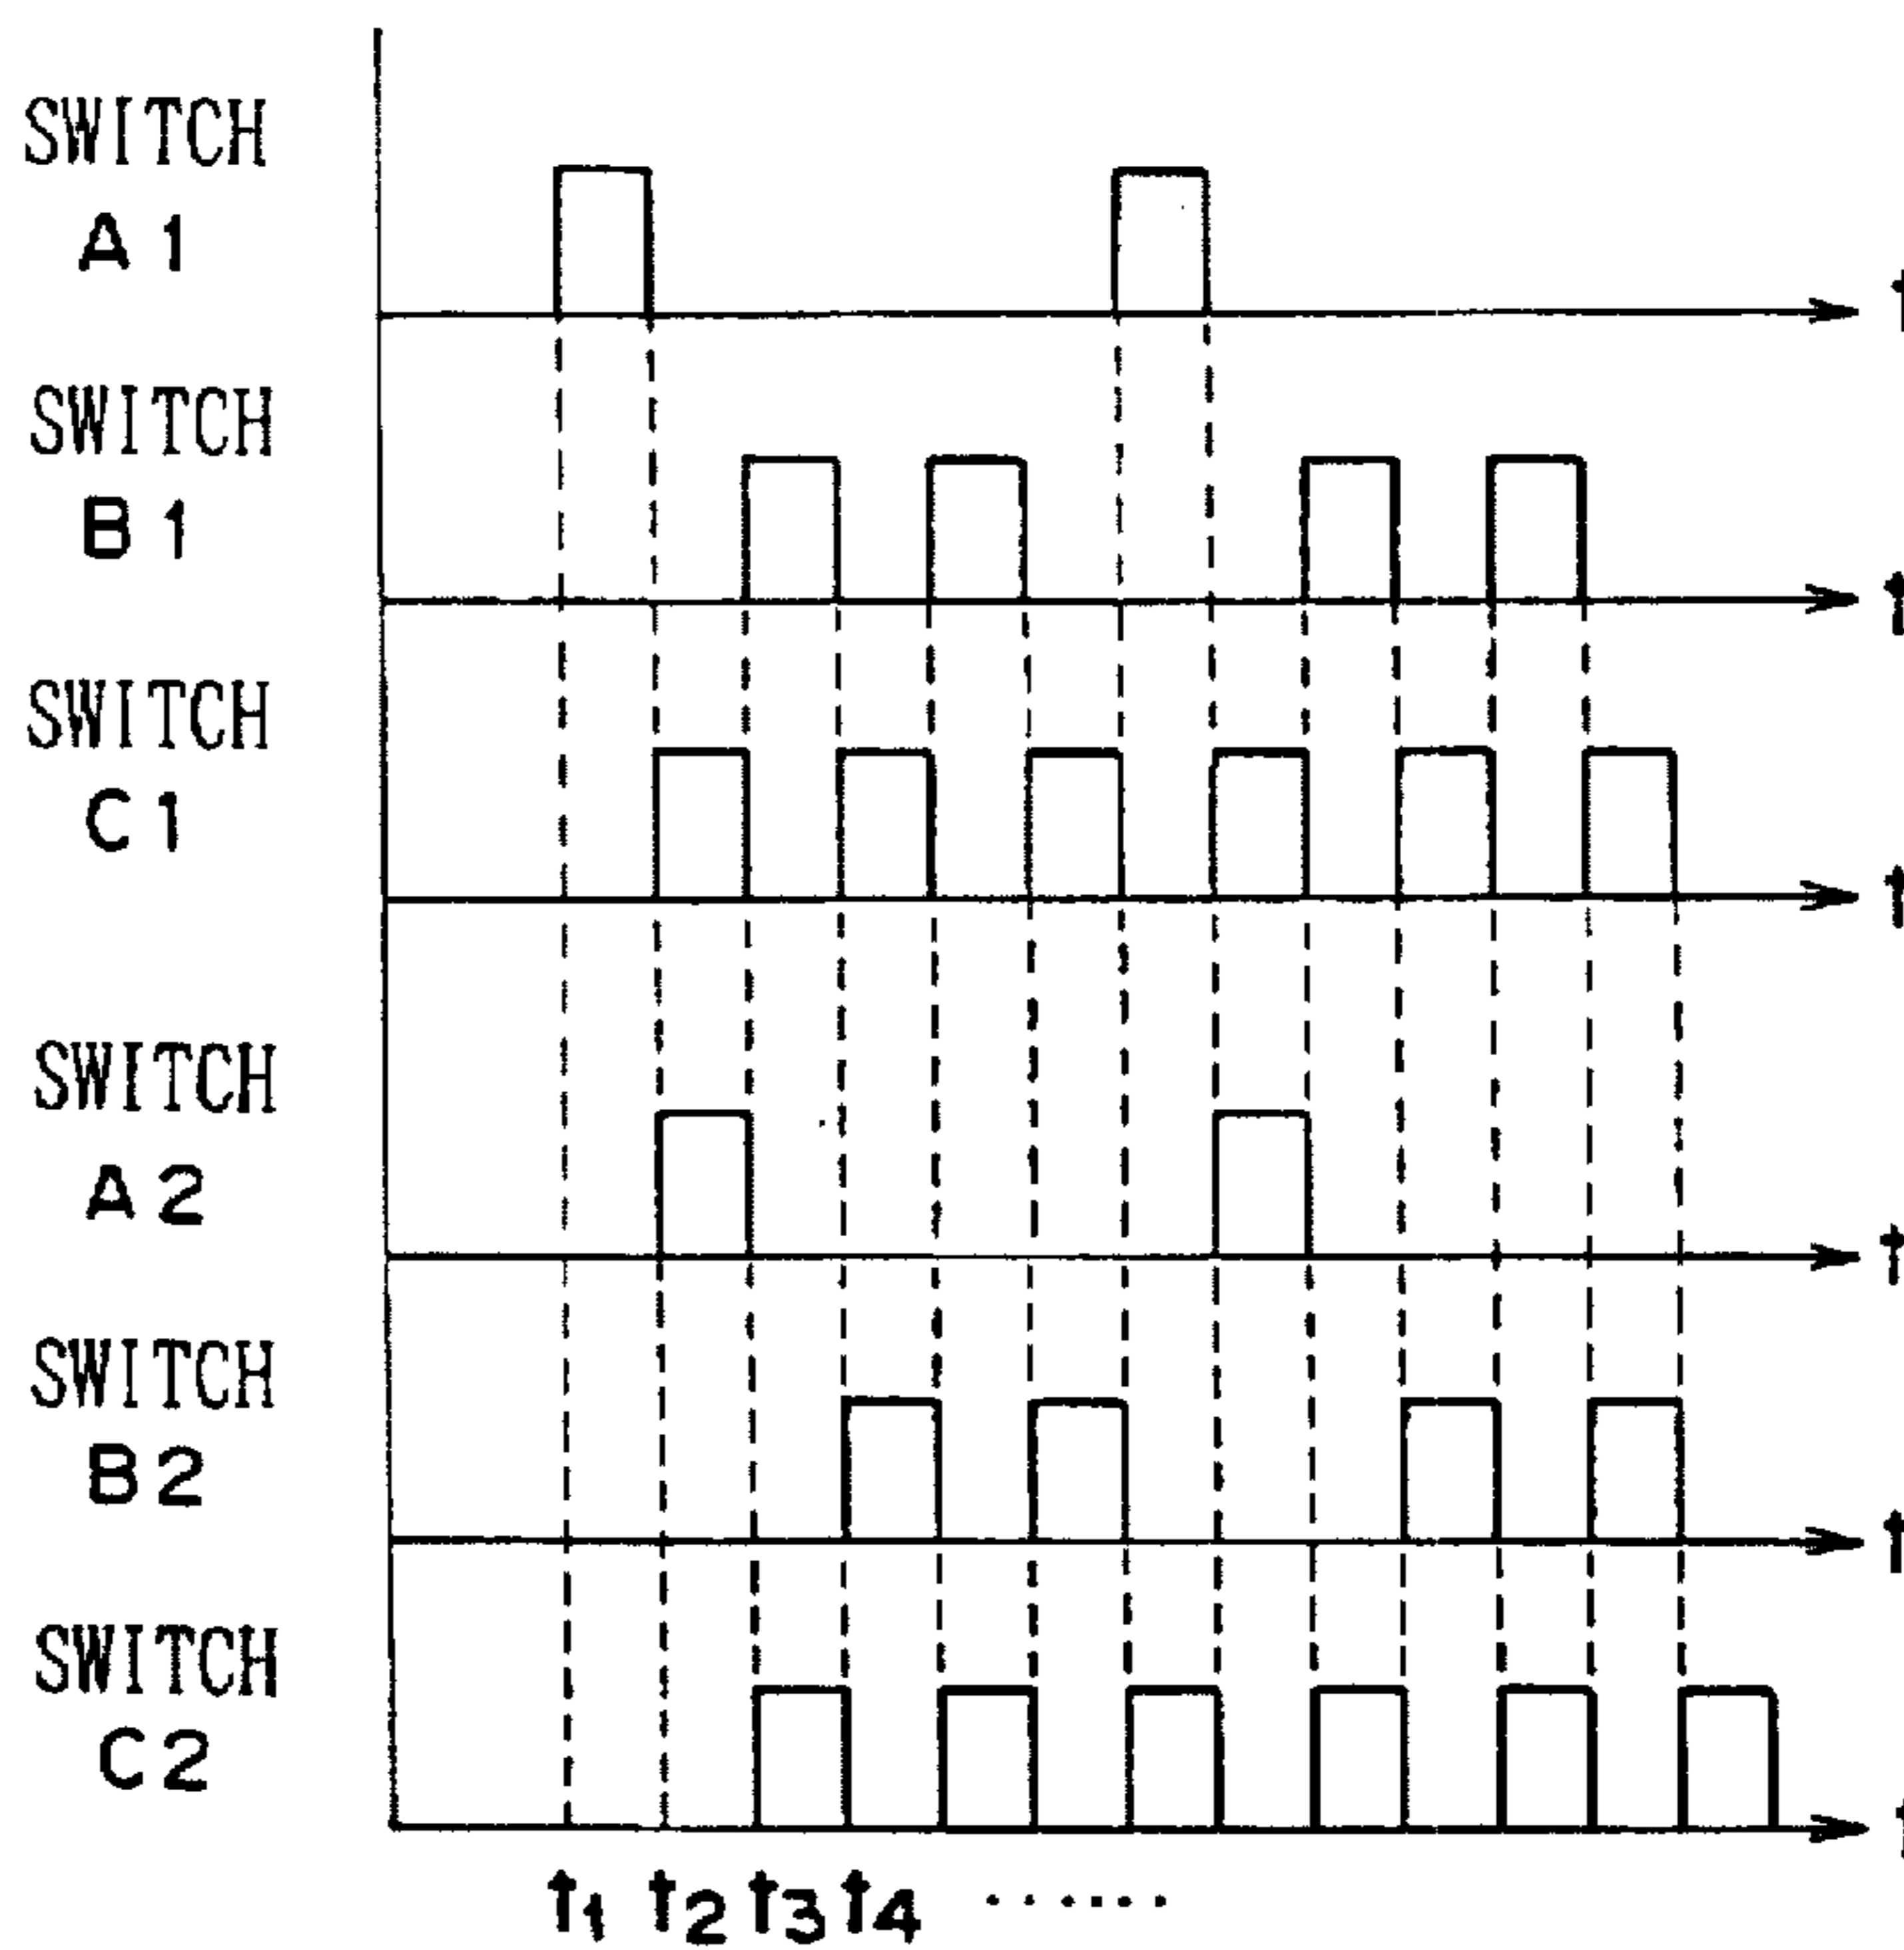 SWITCH
A1
t
SWITCH
B1
t
SWITCH
C1
t
SWITCH
A2
t
SWITCH
B2
t
SWITCH
C2
t
t1 t2 t3 t4 ······